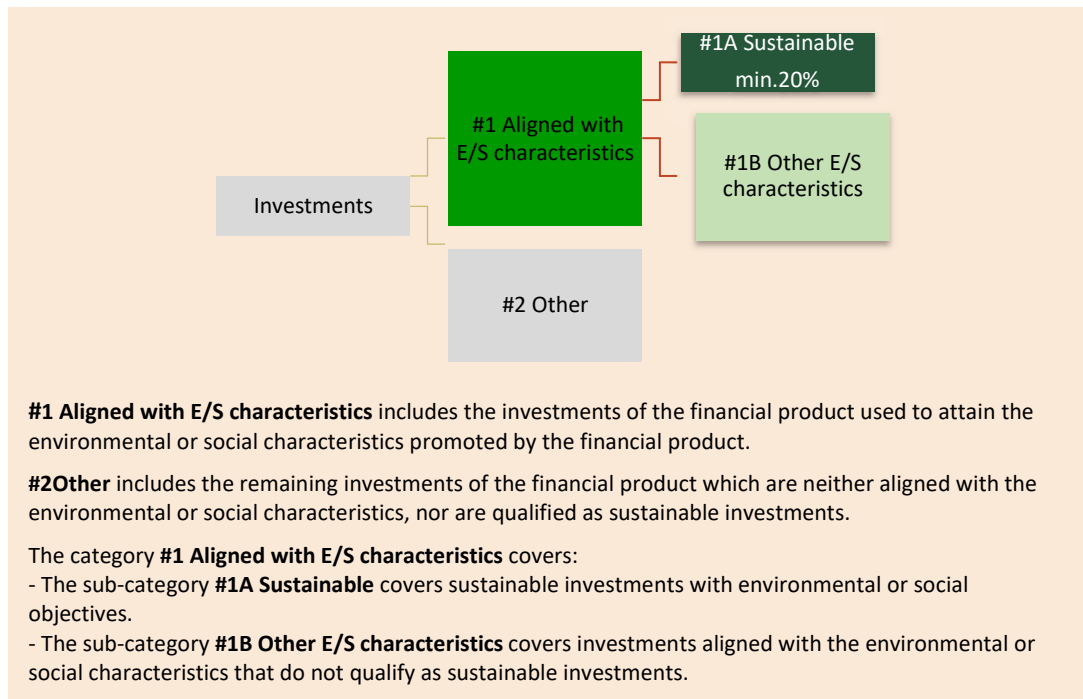 #1A Sustainable
min.20%
#1 Aligned with
E/S characteristics
#1B Other E/S
characteristics
Investments
#2 Other
#1 Aligned with E/S characteristics includes the investments of the financial product used to attain the
environmental or social characteristics promoted by the financial product.
#2Other includes the remaining investments of the financial product which are neither aligned with the
environmental or social characteristics, nor are qualified as sustainable investments.
The category #1 Aligned with E/S characteristics covers:
- The sub-category #1A Sustainable covers sustainable investments with environmental or social
objectives.
- The sub-category #1B Other E/S characteristics covers investments aligned with the environmental or
social characteristics that do not qualify as sustainable investments.